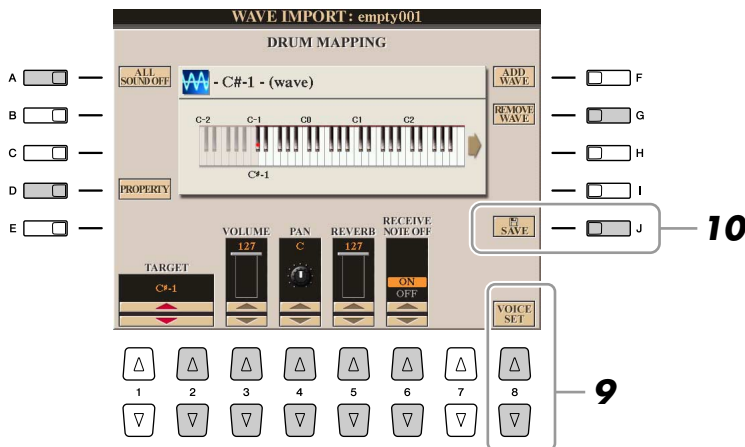 WAVE IMPORT: empty001
DRUM MAPPING
ALL
SOUND OFF
- C#-1 - (wave)
ADD
WAVE
A
F
REMOVE
WAVE
B
G
C-2 C-1 C0 C1 C2
C
H
C#-1
PROPERTY
D
I
E
SAVE
J
10
VOLUME PAN REVERB RECEIVE
NOTE OFF
127 C 127
TARGET
C#-1
ON
OFF
VOICE
SET
1 2 3 4 5 6 7 8
9